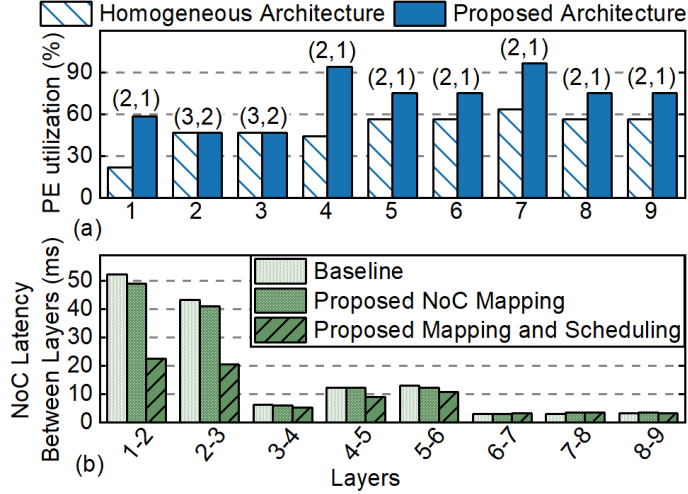 Homogeneous Architecture Proposed Architecture
PE utilization (%)
90
60
30
0
(2,1) (3,2) (3,2) (2,1) (2,1) (2,1) (2,1) (2,1) (2,1)
1 2 3 4 5 6 7 8 9
(a)
NoC Latency
Between Layers (ms)
50
40
30
20
10
0
Baseline
Proposed NoC Mapping
Proposed Mapping and Scheduling
1-2 2-3 3-4 4-5 5-6 6-7 7-8 8-9
(b)
Layers